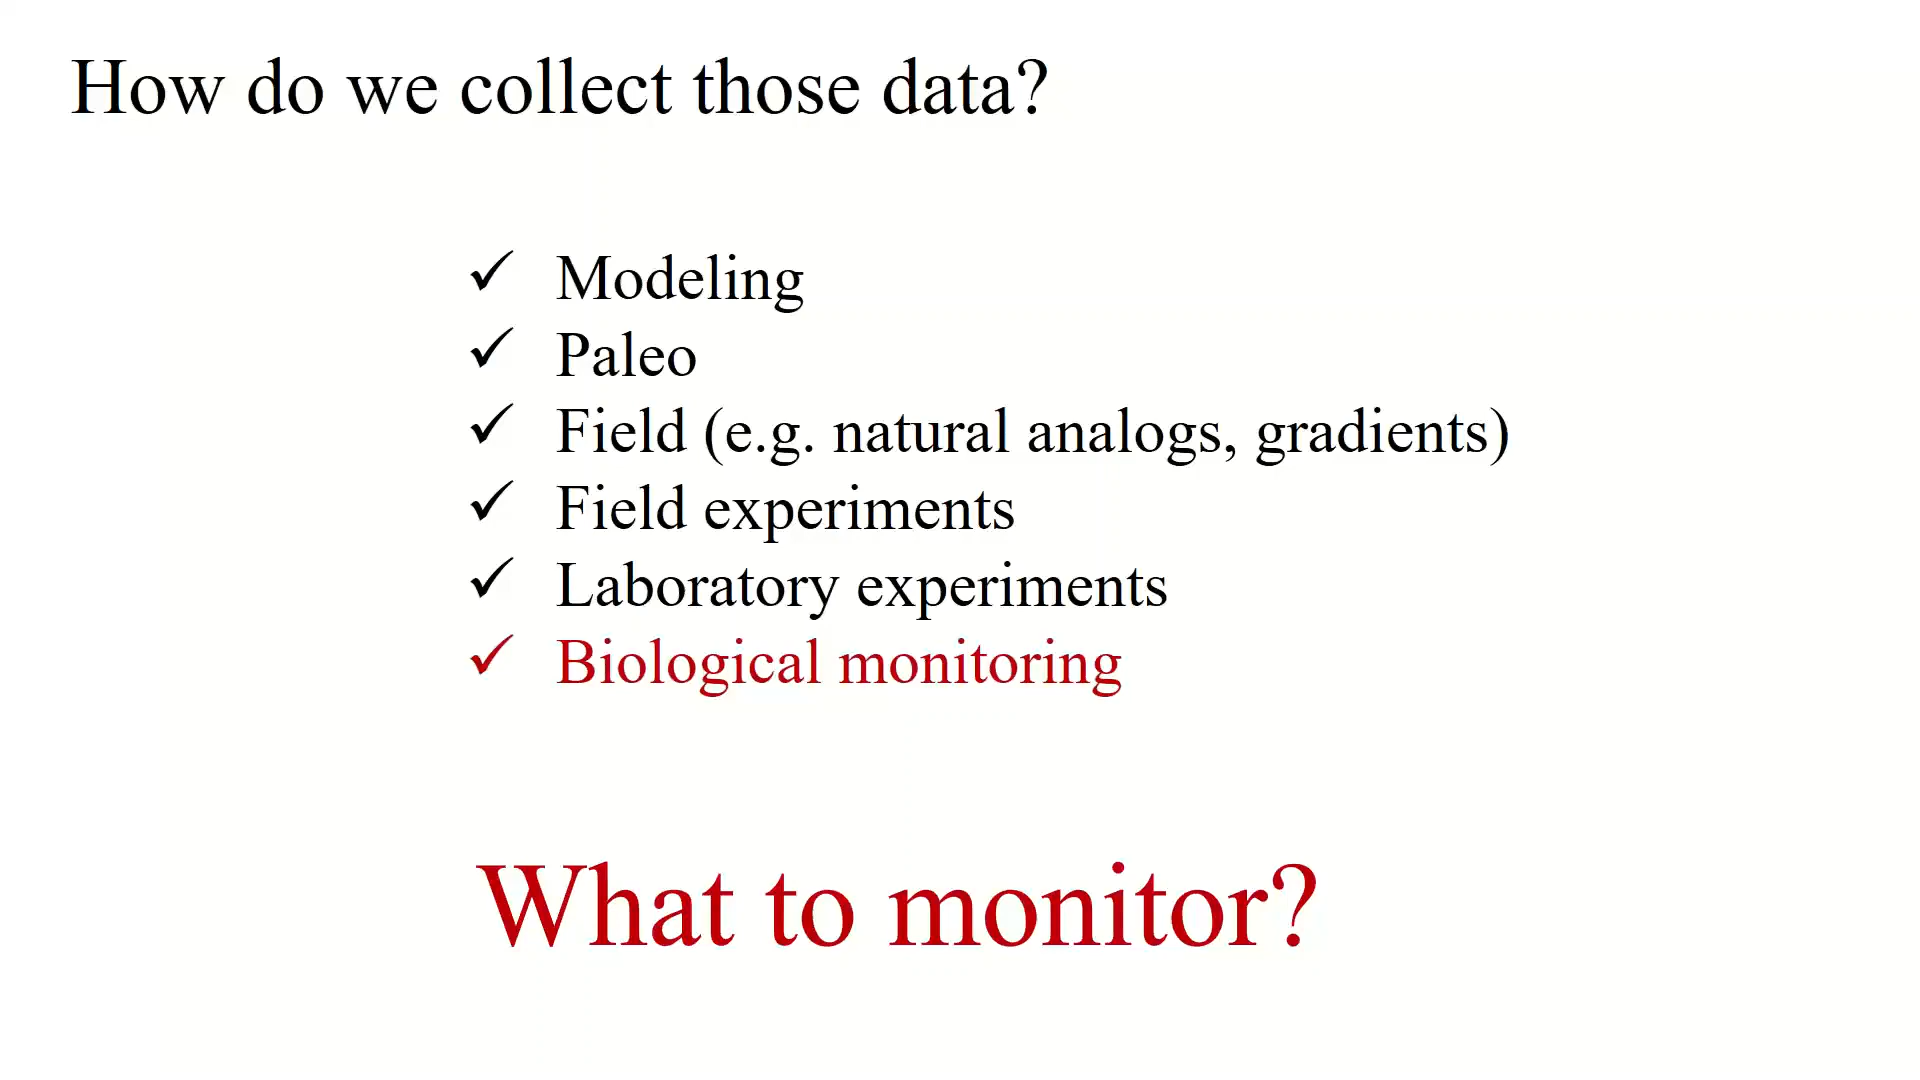 How do we collect those data?
✓ Modeling
✓ Paleo
✓ Field (e.g. natural analogs, gradients)
✓ Field experiments
✓ Laboratory experiments
✓ Biological monitoring
What to monitor?